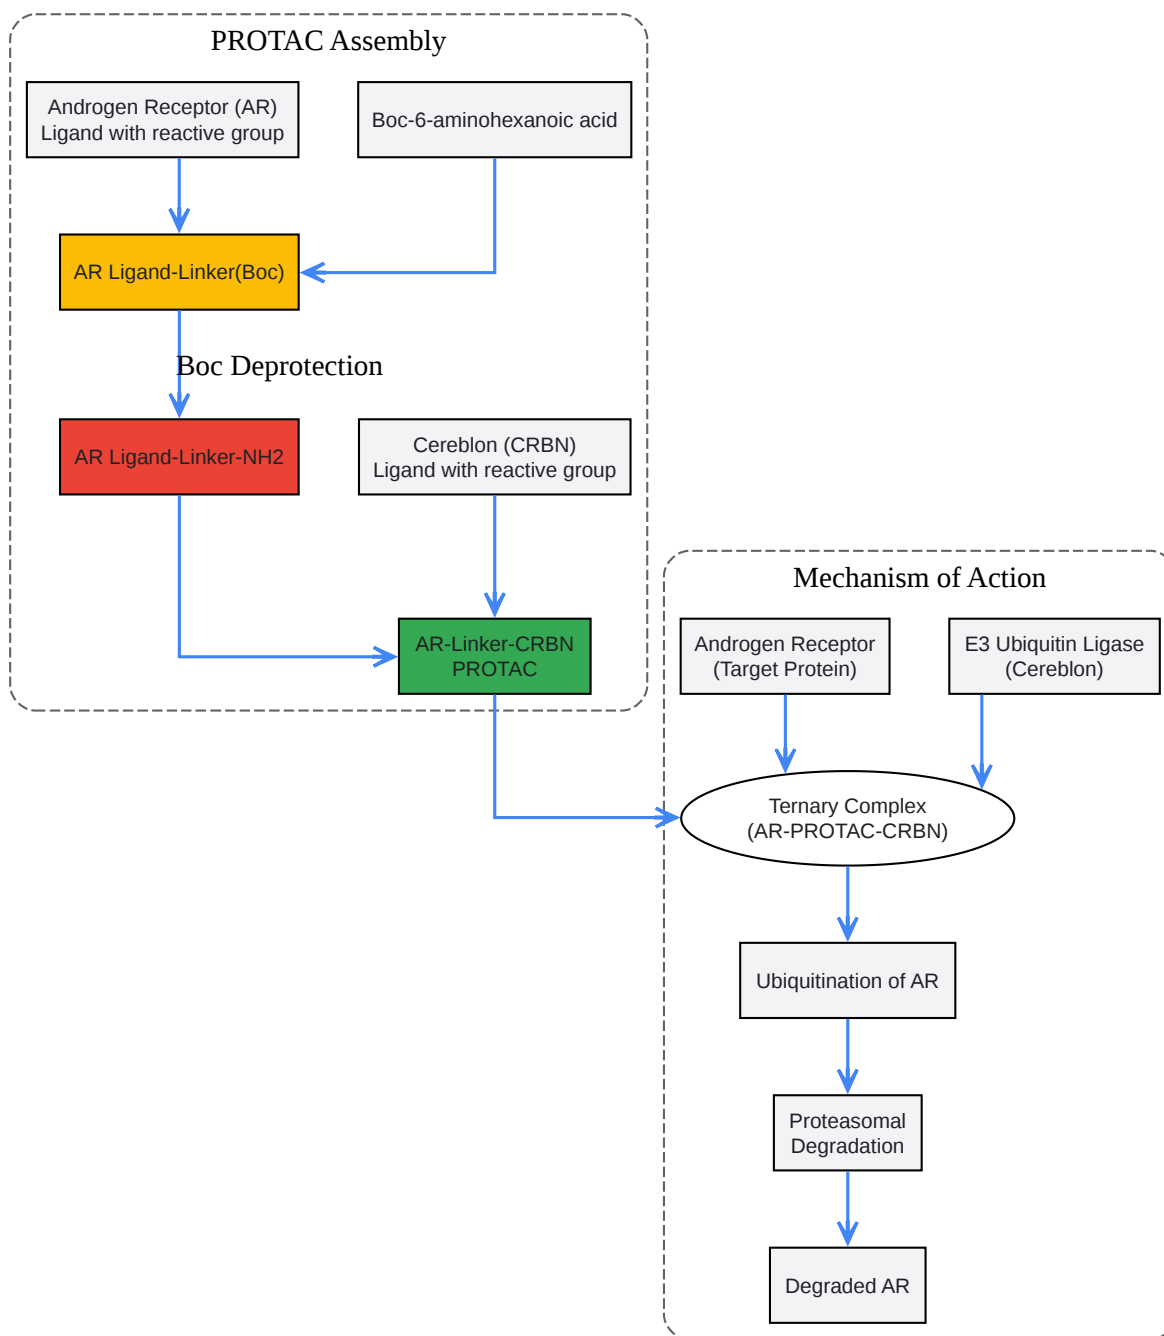 PROTAC Assembly
Androgen Receptor (AR)
Ligand with reactive group
Boc-6-aminohexanoic acid
AR Ligand-Linker(Boc)
Boc Deprotection
AR Ligand-Linker-NH2
Cereblon (CRBN)
Ligand with reactive group
AR-Linker-CRBN
PROTAC
Mechanism of Action
Androgen Receptor
(Target Protein)
E3 Ubiquitin Ligase
(Cereblon)
Ternary Complex
(AR-PROTAC-CRBN)
Ubiquitination of AR
Proteasomal
Degradation
Degraded AR